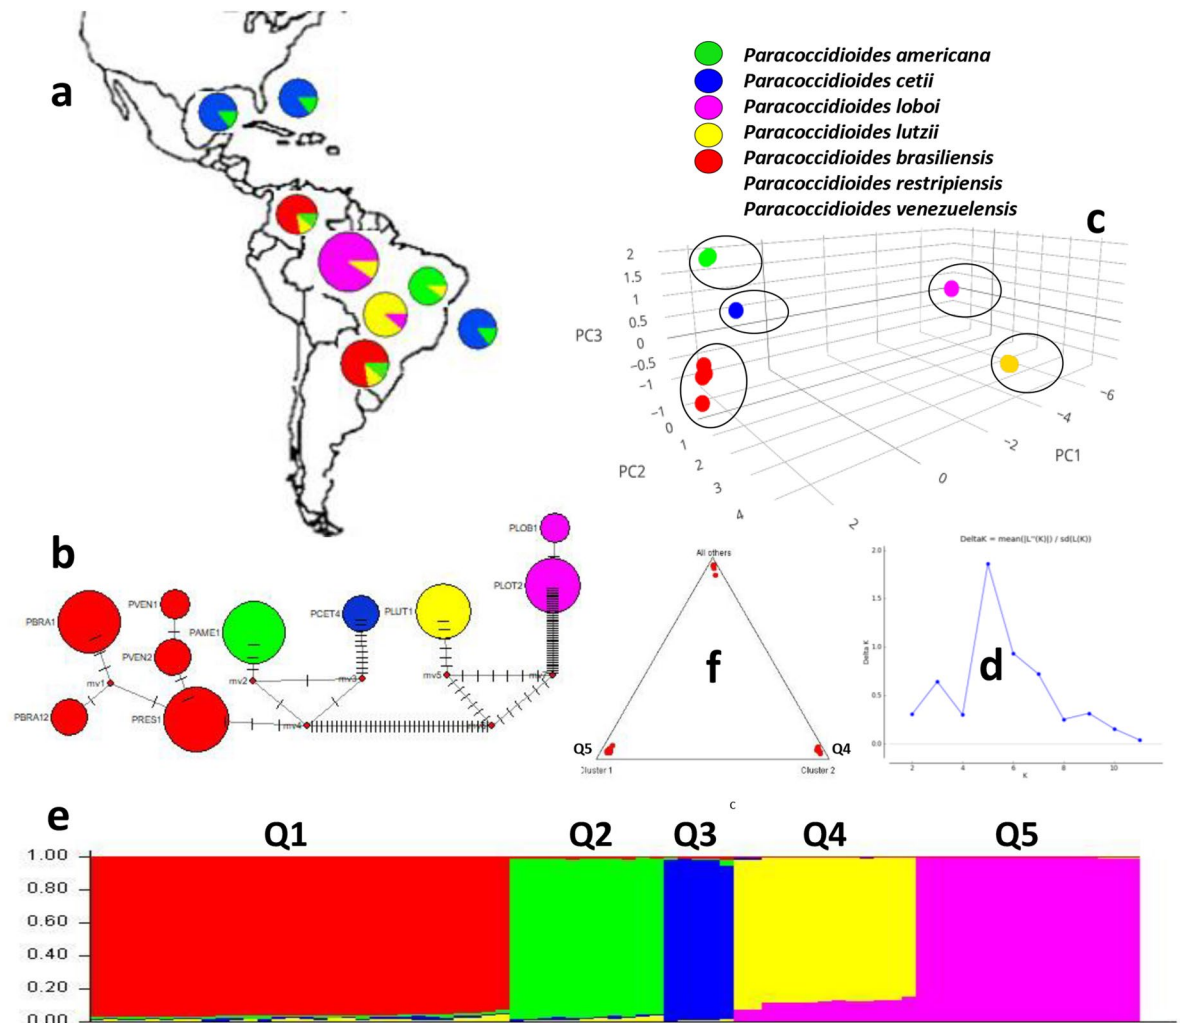 a
Paracoccidioides americana
Paracoccidioides cetii
Paracoccidioides loboi
Paracoccidioides lutzii
Paracoccidioides brasiliensis
Paracoccidioides restripiensis
Paracoccidioides venezuelensis
c
2
1.5
1
0.5
0
−0.5
−1
PC3
−1
0
1
2
3
4
PC2
2
0
−2
−4
−6
PC1
b
PLOB1
PLOT2
PBRA1
PVEN1
PVEN2
PAME1
PCET4
PLUT1
mv1
mv2
mv5
PBRA12
PRES1
mv4
All others
f
Q5
Q4
Cluster 1
Cluster 2
DeltaK = mean(|L"(K)|) / sd(L(K))
d
Delta K
2.0
1.5
1.0
0.5
0.0
2 4 6 8 10
K
e
c
Q1 Q2 Q3 Q4 Q5
1.00
0.80
0.60
0.40
0.20
0.00